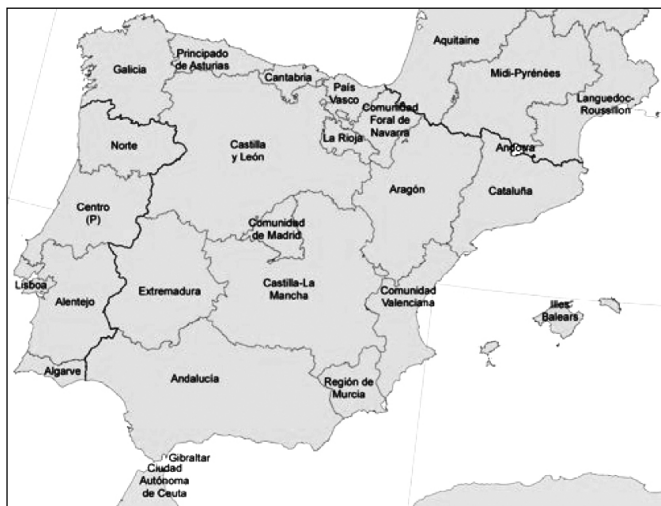 Aquitaine
Principado
de Asturias
Galicia
Cantabria
Midi-Pyrénées
País
Vasco
Languedoc-
Roussillon
Comunidad
Foral de
Navarra
La Rioja
Norte
Castilla
y León
Andorra
Aragón
Cataluña
Centro
(P)
Comunidad
de Madrid
Lisboa
Alentejo
Extremadura
Castilla-La
Mancha
Comunidad
Valenciana
Illes
Balears
Algarve
Andalucía
Región de
Murcia
Gibraltar
Ciudad
Autónoma
de Ceuta